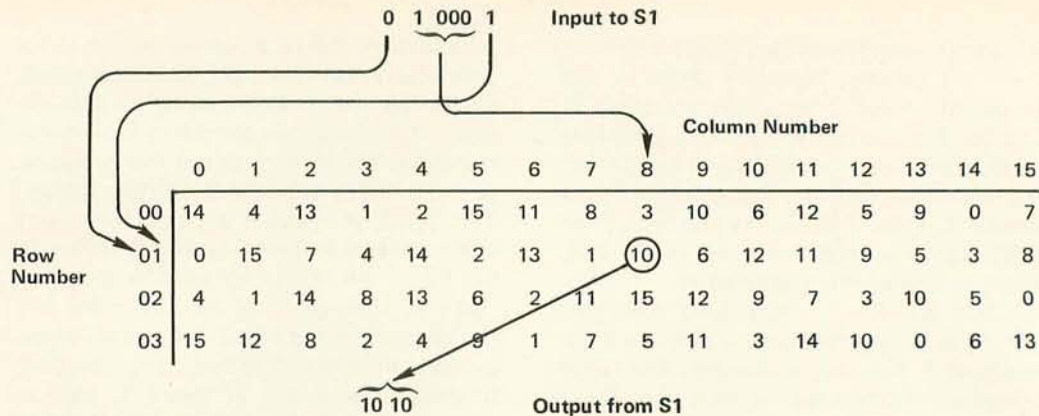 0 1 000 1 Input to S1
Column Number
0 1 2 3 4 5 6 7 8 9 10 11 12 13 14 15
00 14 4 13 1 2 15 11 8 3 10 6 12 5 9 0 7
Row Number 01 0 15 7 4 14 2 13 1 10 6 12 11 9 5 3 8
02 4 1 14 8 13 6 2 11 15 12 9 7 3 10 5 0
03 15 12 8 2 4 9 1 7 5 11 3 14 10 0 6 13
10 10 Output from S1